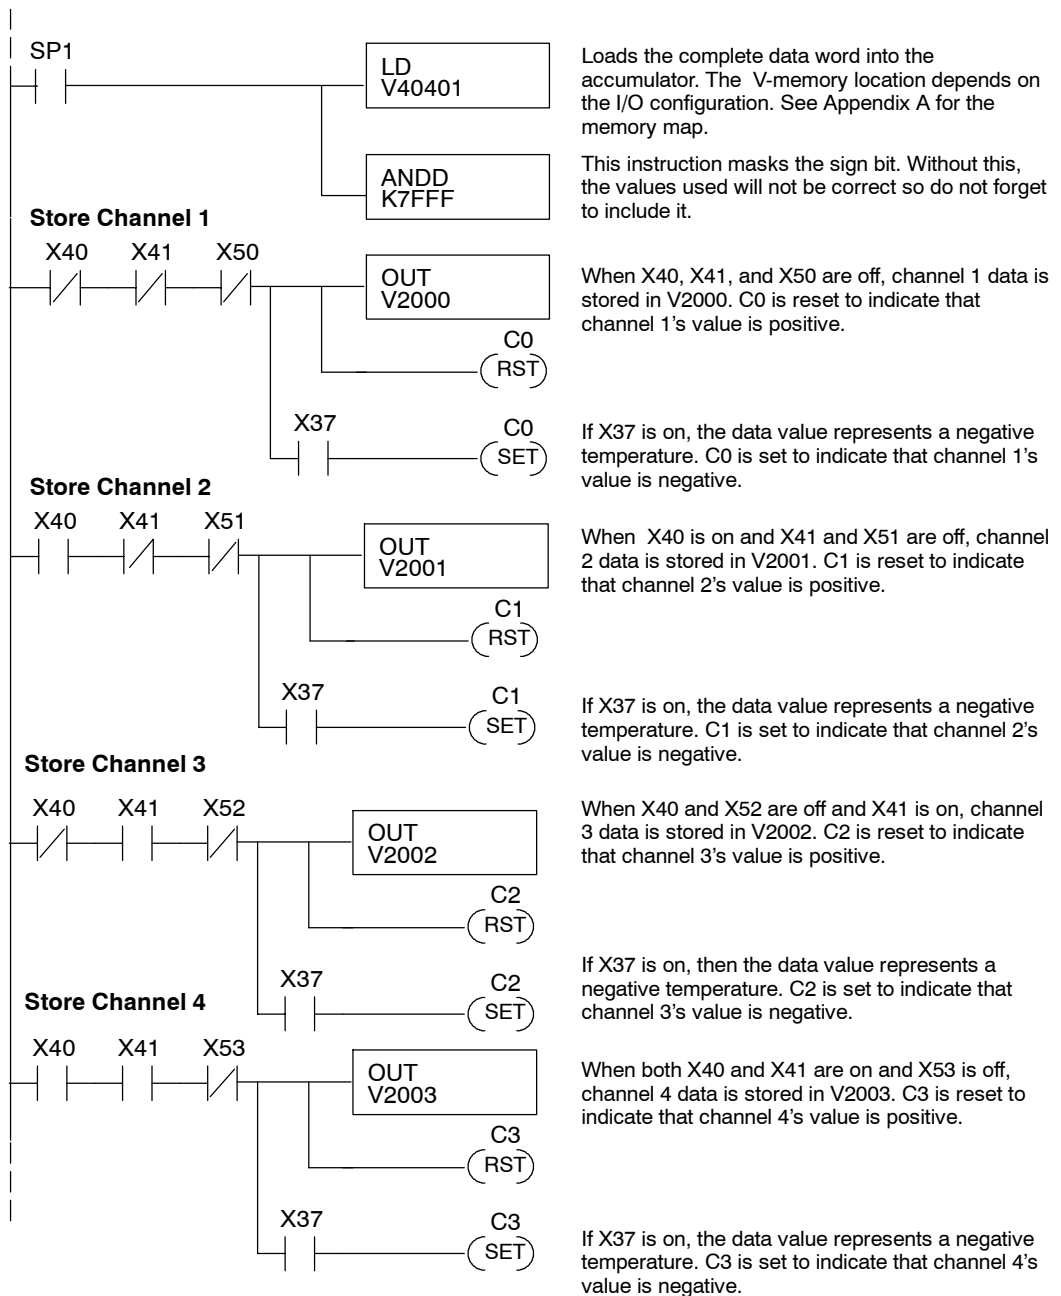 SP1
LD
V40401
Loads the complete data word into the
accumulator. The V-memory location depends on
the I/O configuration. See Appendix A for the
memory map.
ANDD
K7FFF
This instruction masks the sign bit. Without this,
the values used will not be correct so do not forget
to include it.
Store Channel 1
X40 X41 X50
OUT
V2000
When X40, X41, and X50 are off, channel 1 data is
stored in V2000. C0 is reset to indicate that
channel 1's value is positive.
C0
RST
X37
C0
SET
If X37 is on, the data value represents a negative
temperature. C0 is set to indicate that channel 1's
value is negative.
Store Channel 2
X40 X41 X51
OUT
V2001
When X40 is on and X41 and X51 are off, channel
2 data is stored in V2001. C1 is reset to indicate
that channel 2's value is positive.
C1
RST
X37
C1
SET
If X37 is on, the data value represents a negative
temperature. C1 is set to indicate that channel 2's
value is negative.
Store Channel 3
X40 X41 X52
OUT
V2002
When X40 and X52 are off and X41 is on, channel
3 data is stored in V2002. C2 is reset to indicate
that channel 3's value is positive.
C2
RST
X37
C2
SET
If X37 is on, then the data value represents a
negative temperature. C2 is set to indicate that
channel 3's value is negative.
Store Channel 4
X40 X41 X53
OUT
V2003
When both X40 and X41 are on and X53 is off,
channel 4 data is stored in V2003. C3 is reset to
indicate that channel 4's value is positive.
C3
RST
X37
C3
SET
If X37 is on, the data value represents a negative
temperature. C3 is set to indicate that channel 4's
value is negative.